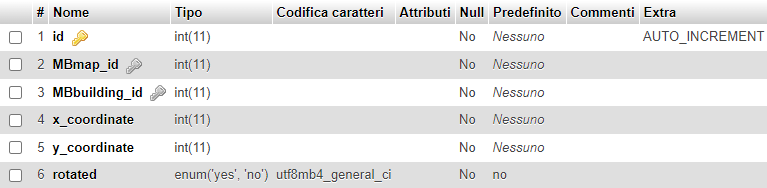 # Nome Tipo Codifica caratteri Attributi Null Predefinito Commenti Extra
1 id int(11) No Nessuno AUTO_INCREMENT
2 MBmap_id int(11) No Nessuno
3 MBbuilding_id int(11) No Nessuno
4 x_coordinate int(11) No Nessuno
5 y_coordinate int(11) No Nessuno
6 rotated enum('yes', 'no') utf8mb4_general_ci No no